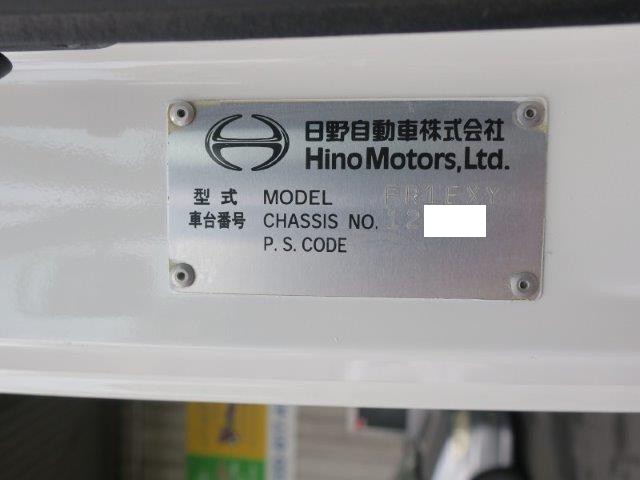 日野自動車株式会社
Hino Motors, Ltd.
型式 MODEL FR1EXY
車台番号 CHASSIS NO. 12
P.S. CODE